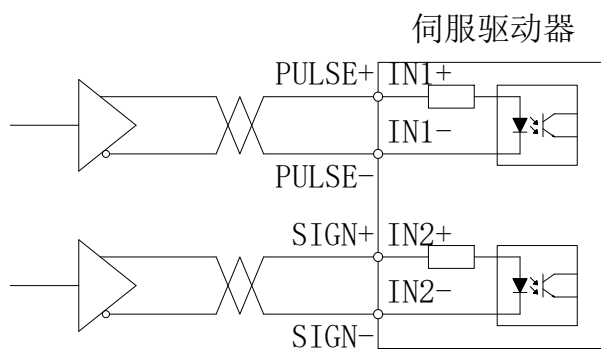 伺服驱动器
PULSE+ IN1+
IN1-
PULSE-
SIGN+ IN2+
IN2-
SIGN-